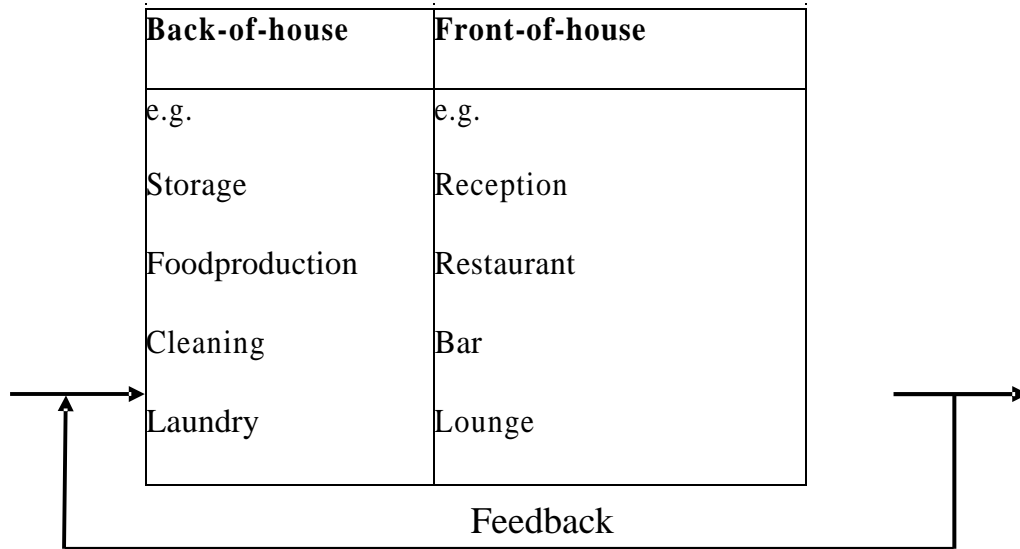 Back-of-house Front-of-house
e.g. e.g.
Storage Reception
Foodproduction Restaurant
Cleaning Bar
Laundry Lounge
Feedback